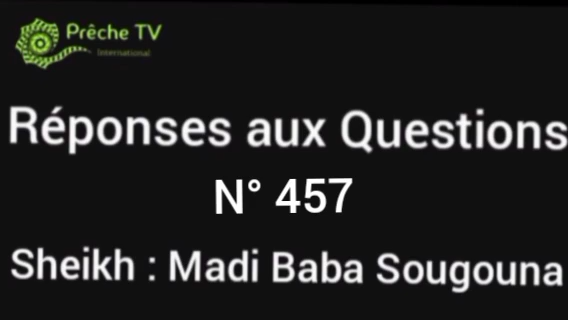 Prêche TV
International
Réponses aux Questions
N° 457
Sheikh : Madi Baba Sougouna